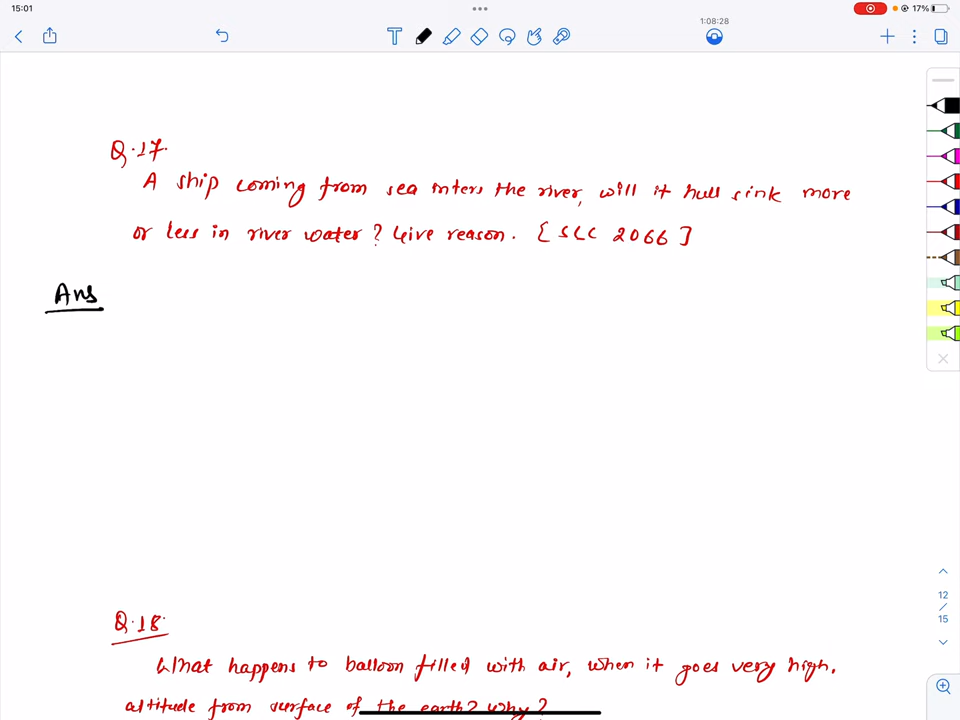 15:01
17%
1:08:28
T
Q.17.
A ship coming from sea inters the river, will it hull sink more
or less in river water? Give reason. [SLC 2066]
Ans
12
/
15
Q.18.
What happens to balloon filled with air, when it goes very high.
altitude from surface of the earth? why?